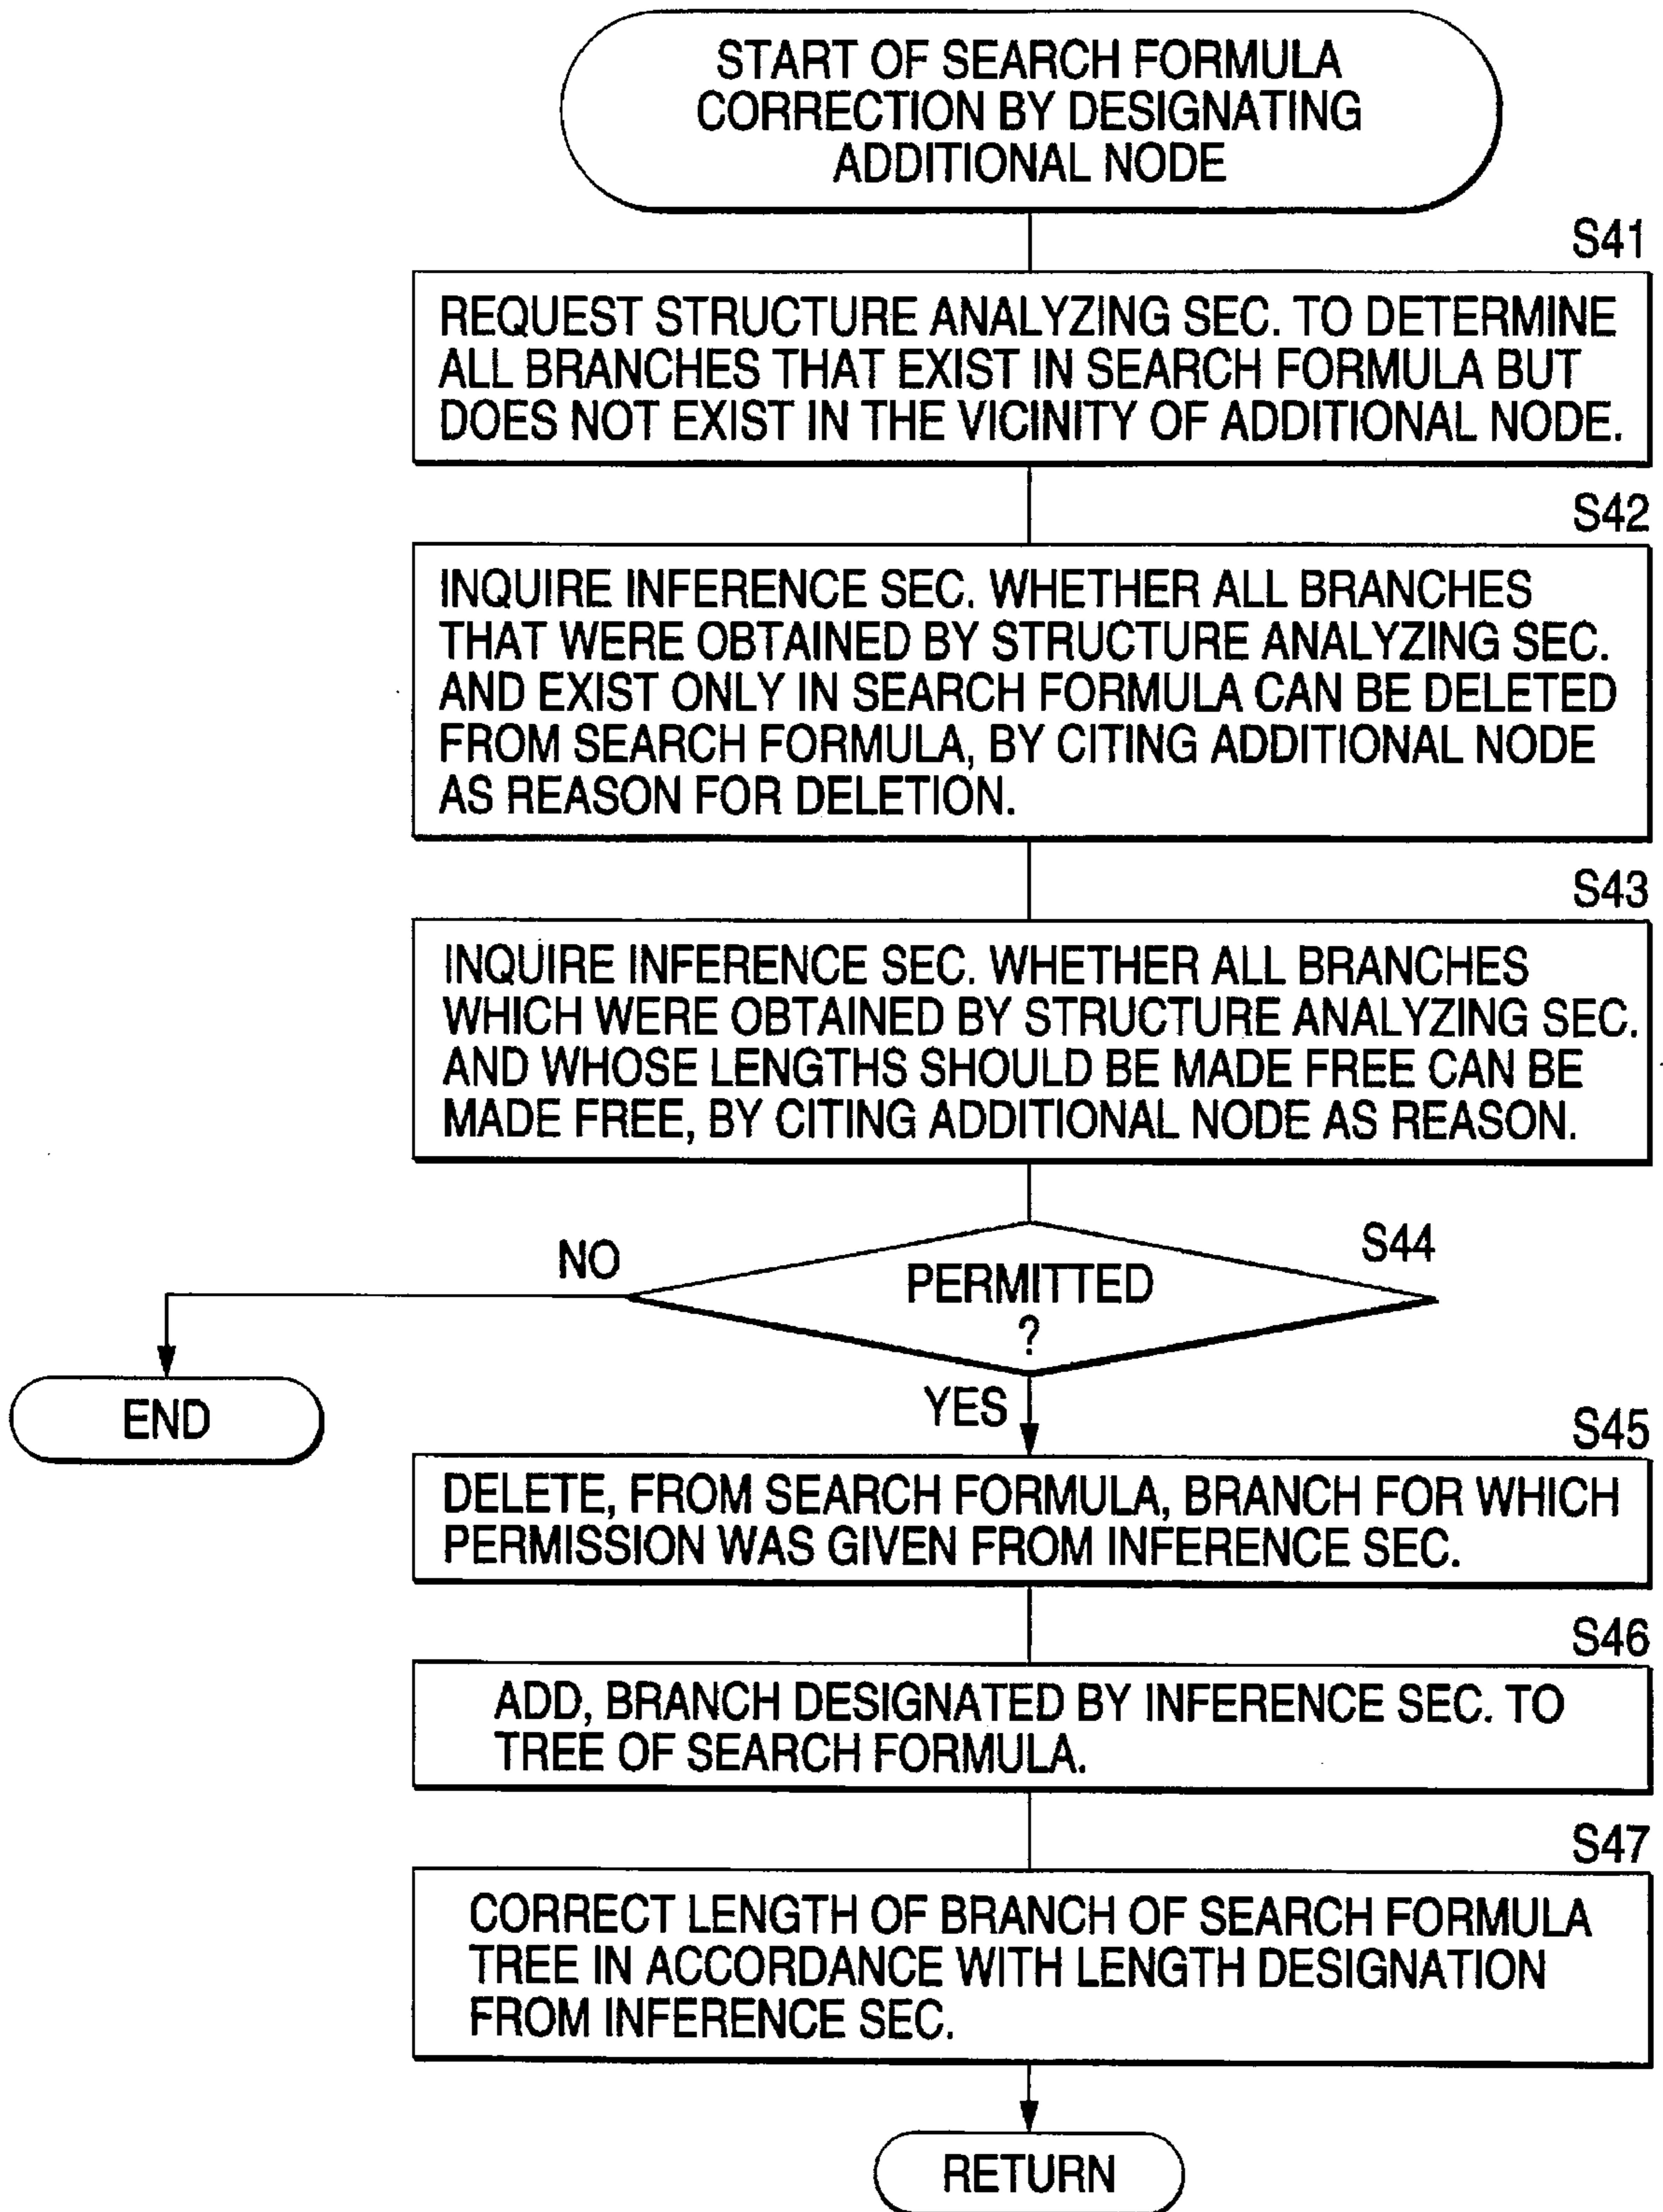 START OF SEARCH FORMULA
CORRECTION BY DESIGNATING
ADDITIONAL NODE
S41
REQUEST STRUCTURE ANALYZING SEC. TO DETERMINE
ALL BRANCHES THAT EXIST IN SEARCH FORMULA BUT
DOES NOT EXIST IN THE VICINITY OF ADDITIONAL NODE.
S42
INQUIRE INFERENCE SEC. WHETHER ALL BRANCHES
THAT WERE OBTAINED BY STRUCTURE ANALYZING SEC.
AND EXIST ONLY IN SEARCH FORMULA CAN BE DELETED
FROM SEARCH FORMULA, BY CITING ADDITIONAL NODE
AS REASON FOR DELETION.
S43
INQUIRE INFERENCE SEC. WHETHER ALL BRANCHES
WHICH WERE OBTAINED BY STRUCTURE ANALYZING SEC.
AND WHOSE LENGTHS SHOULD BE MADE FREE CAN BE
MADE FREE, BY CITING ADDITIONAL NODE AS REASON.
S44
NO
PERMITTED
?
YES
END
S45
DELETE, FROM SEARCH FORMULA, BRANCH FOR WHICH
PERMISSION WAS GIVEN FROM INFERENCE SEC.
S46
ADD, BRANCH DESIGNATED BY INFERENCE SEC. TO
TREE OF SEARCH FORMULA.
S47
CORRECT LENGTH OF BRANCH OF SEARCH FORMULA
TREE IN ACCORDANCE WITH LENGTH DESIGNATION
FROM INFERENCE SEC.
RETURN